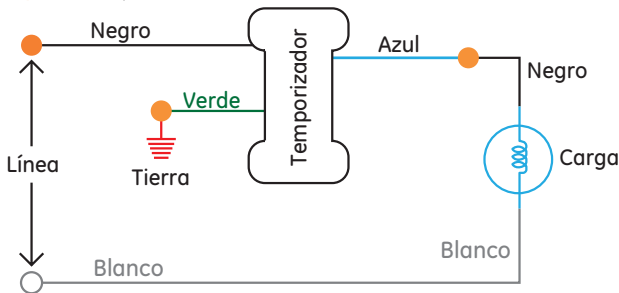 Negro
Azul
Negro
Verde
Temporizador
Línea
Tierra
Carga
Blanco
Blanco